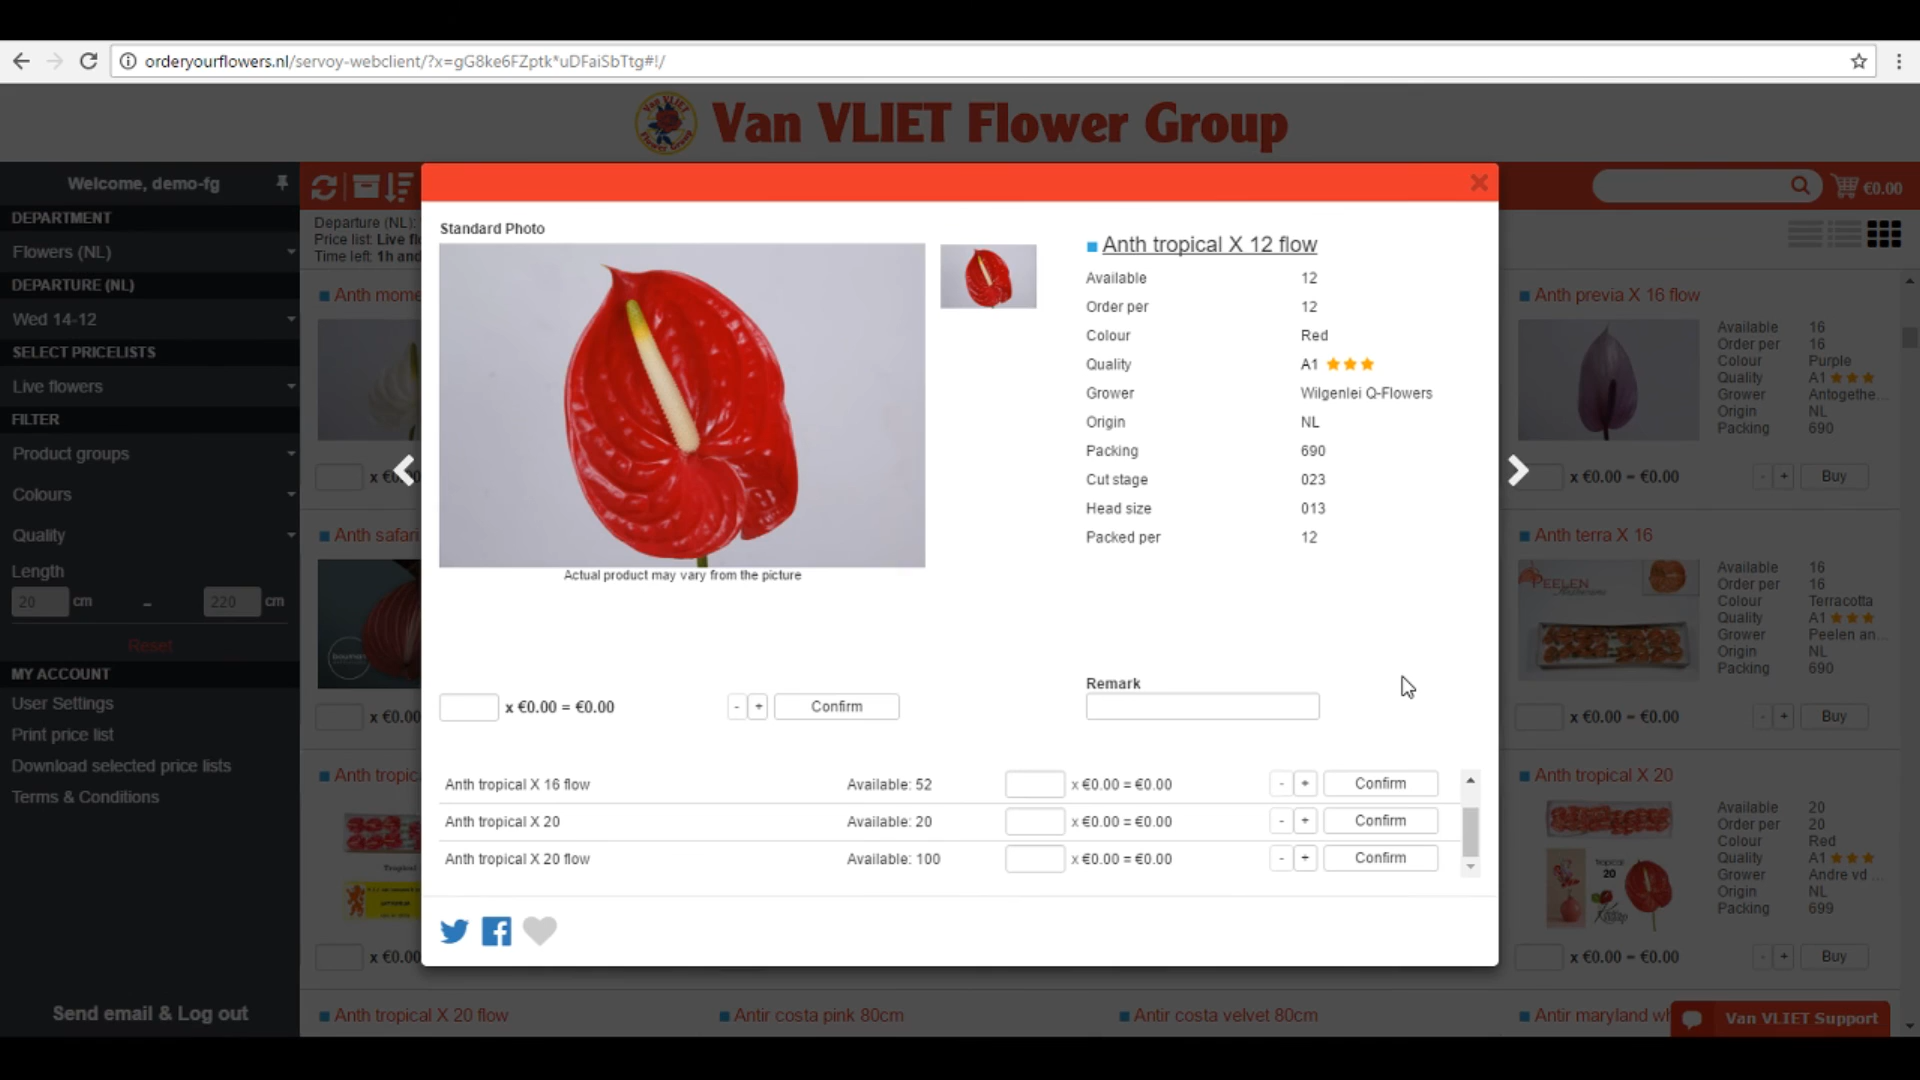 orderyourflowers.nl/servoy-webclient/?x=gG8ke6FZptk*uDFaiSbTtg#!/
Van VLIET Flower Group
Welcome, demo-fg
DEPARTMENT
Flowers (NL)
DEPARTURE (NL)
Wed 14-12
SELECT PRICELISTS
Live flowers
FILTER
Product groups
Colours
Quality
Length
20 cm - 220 cm
Reset
MY ACCOUNT
User Settings
Print price list
Download selected price lists
Terms & Conditions
Send email & Log out
€0.00
Departure (NL):
Price list: Live fl
Time left: 1h and
Anth mome
x €0.00
Anth safari
x €0.00
Anth tropic
x €0.00
Standard Photo
Actual product may vary from the picture
Anth tropical X 12 flow
Available 12
Order per 12
Colour Red
Quality A1
Grower Wilgenlei Q-Flowers
Origin NL
Packing 690
Cut stage 023
Head size 013
Packed per 12
x €0.00 = €0.00 - + Confirm
Remark
Anth tropical X 16 flow Available: 52 x €0.00 = €0.00 - + Confirm
Anth tropical X 20 Available: 20 x €0.00 = €0.00 - + Confirm
Anth tropical X 20 flow Available: 100 x €0.00 = €0.00 - + Confirm
Anth previa X 16 flow
Available 16
Order per 16
Colour Purple
Quality A1
Grower Antogethe...
Origin NL
Packing 690
x €0.00 = €0.00 - + Buy
Anth terra X 16
PEELEN
Available 16
Order per 16
Colour Terracotta
Quality A1
Grower Peelen an...
Origin NL
Packing 690
x €0.00 = €0.00 - + Buy
Anth tropical X 20
tropical
20
Available 20
Order per 20
Colour Red
Quality A1
Grower Andre vd ...
Origin NL
Packing 699
x €0.00 = €0.00 - + Buy
Anth tropical X 20 flow
Antir costa pink 80cm
Antir costa velvet 80cm
Antir maryland wh
Van VLIET Support